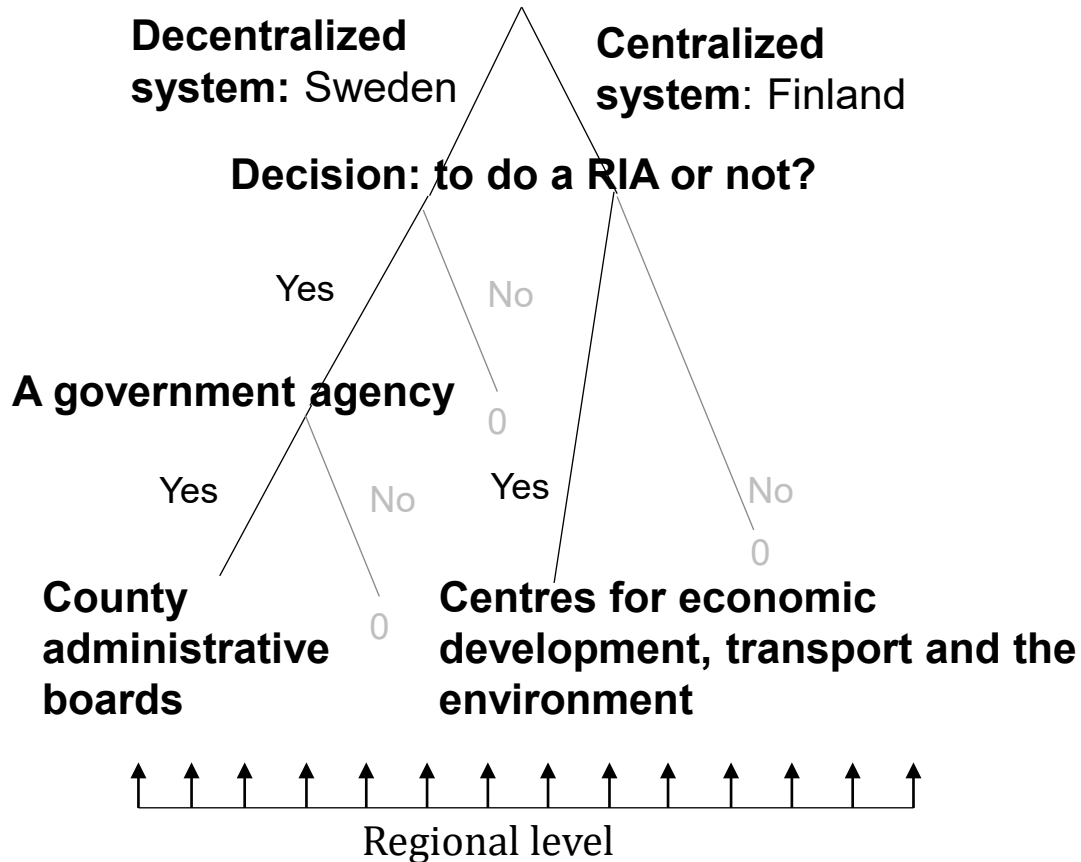 Decentralized
system: Sweden
Centralized
system: Finland
Decision: to do a RIA or not?
Yes
No
A government agency
0
Yes
No
Yes
No
0
0
County
administrative
boards
Centres for economic
development, transport and the
environment
Regional level